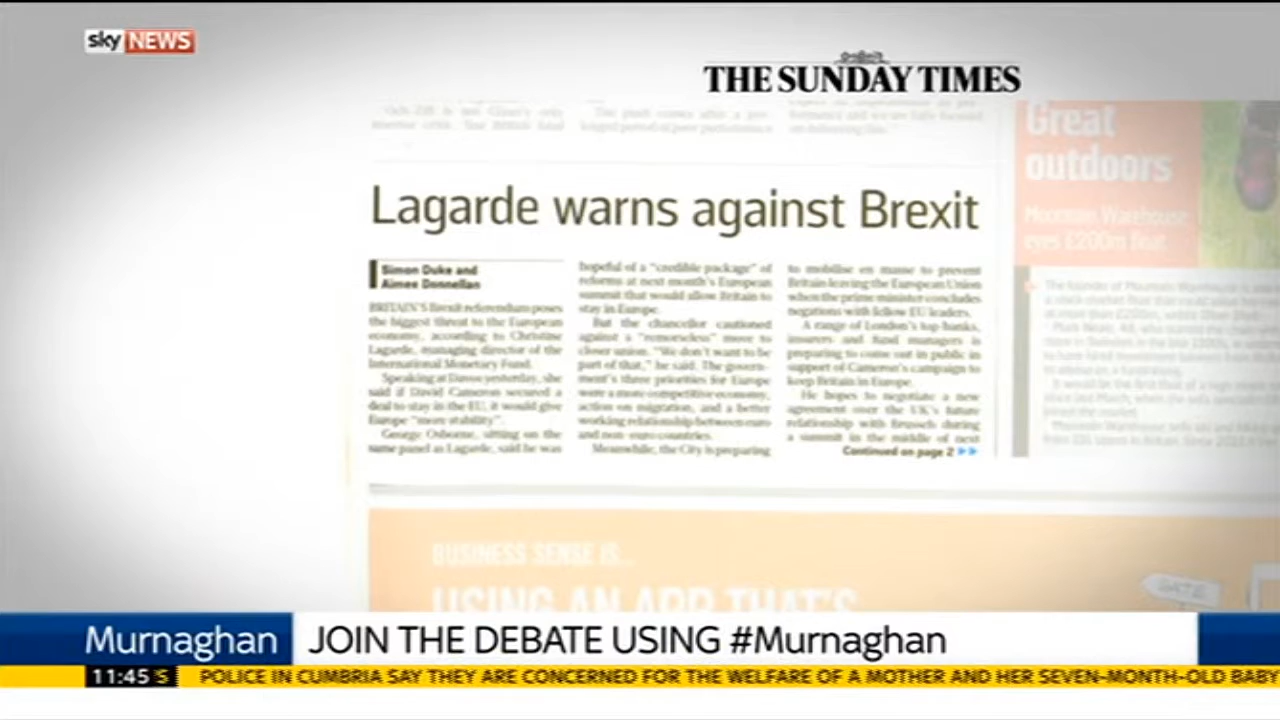 sky NEWS
THE SUNDAY TIMES
Great
outdoors
Mountain Warehouse
eyes £200m float
Lagarde warns against Brexit
Simon Duke and
Aimee Donnellan
BRITAIN'S Brexit referendum poses
the biggest threat to the European
economy, according to Christine
Lagarde, managing director of the
International Monetary Fund.
Speaking at Davos yesterday, she
said if David Cameron secured a
deal to stay in the EU, it would give
Europe "more stability".
George Osborne, sitting on the
same panel as Lagarde, said he was
hopeful of a "credible package" of
reforms at next month's European
summit that would allow Britain to
stay in Europe.
But the chancellor cautioned
against a "remorseless" move to
closer union. "We don't want to be
part of that," he said. The govern-
ment's three priorities for Europe
were a more competitive economy,
action on migration, and a better
working relationship between euro
and non-euro countries.
Meanwhile, the City is preparing
to mobilise en masse to prevent
Britain leaving the European Union
when the prime minister concludes
negotiations with fellow EU leaders.
A range of London's top banks,
insurers and fund managers is
preparing to come out in public in
support of Cameron's campaign to
keep Britain in Europe.
He hopes to negotiate a new
agreement over the UK's future
relationship with Brussels during
a summit in the middle of next
Continued on page 2
BUSINESS SENSE IS...
USING AN APP THAT'S
GATE
Murnaghan JOIN THE DEBATE USING #Murnaghan
11:45 S POLICE IN CUMBRIA SAY THEY ARE CONCERNED FOR THE WELFARE OF A MOTHER AND HER SEVEN-MONTH-OLD BABY